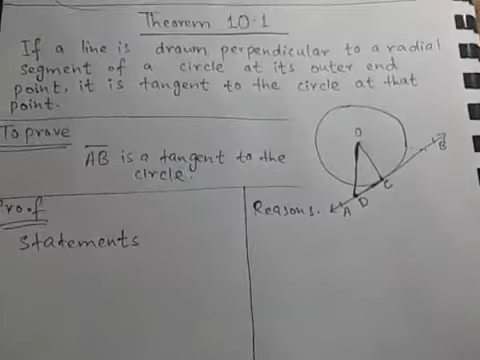 Theorem 10.1
If a line is drawn perpendicular to a radial
segment of a circle at its outer end
point, it is tangent to the circle at that
point.
To prove
AB is a tangent to the
circle.
O
B
C
D
A
Proof
Statements
Reasons.